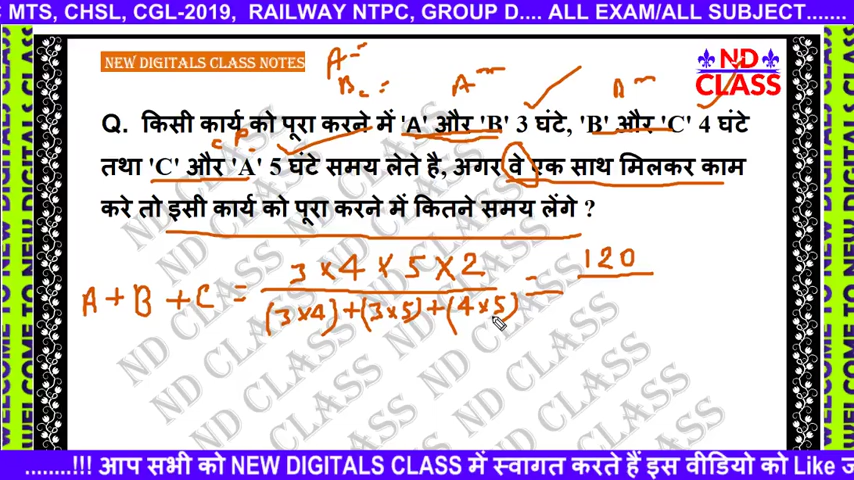 MTS, CHSL, CGL-2019, RAILWAY NTPC, GROUP D.... ALL EXAM/ALL SUBJECT.......
NEW DIGITALS CLASS NOTES
ND
CLASS
A
B
A
B
Q. किसी कार्य को पूरा करने में 'A' और 'B' 3 घंटे, 'B' और 'C' 4 घंटे
तथा 'C' और 'A' 5 घंटे समय लेते है, अगर वे एक साथ मिलकर काम
करे तो इसी कार्य को पूरा करने में कितने समय लेंगे ?
A + B + C = 3 × 4 × 5 × 2 = 120
(3×4) + (3×5) + (4×5)
ND CLASS
WELCOME TO NEW DIGITALS
........!!! आप सभी को NEW DIGITALS CLASS में स्वागत करते हैं इस वीडियो को Like